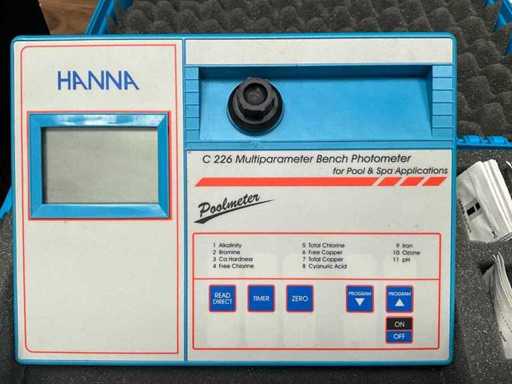 HANNA
C 226 Multiparameter Bench Photometer
for Pool & Spa Applications
Poolmeter
1 Alkalinity
2 Bromine
3 Ca Hardness
4 Free Chlorine
5 Total Chlorine
6 Free Copper
7 Total Copper
8 Cyanuric Acid
9 Iron
10 Ozone
11 pH
READ
DIRECT
TIMER
ZERO
PROGRAM
PROGRAM
ON
OFF